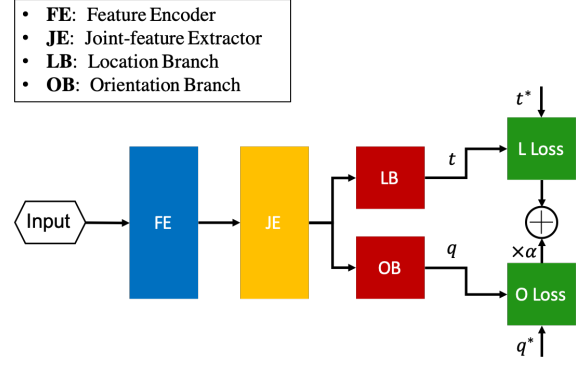 • FE: Feature Encoder
• JE: Joint-feature Extractor
• LB: Location Branch
• OB: Orientation Branch
t*
L Loss
t
LB
Input
FE
JE
×α
q
OB
O Loss
q*